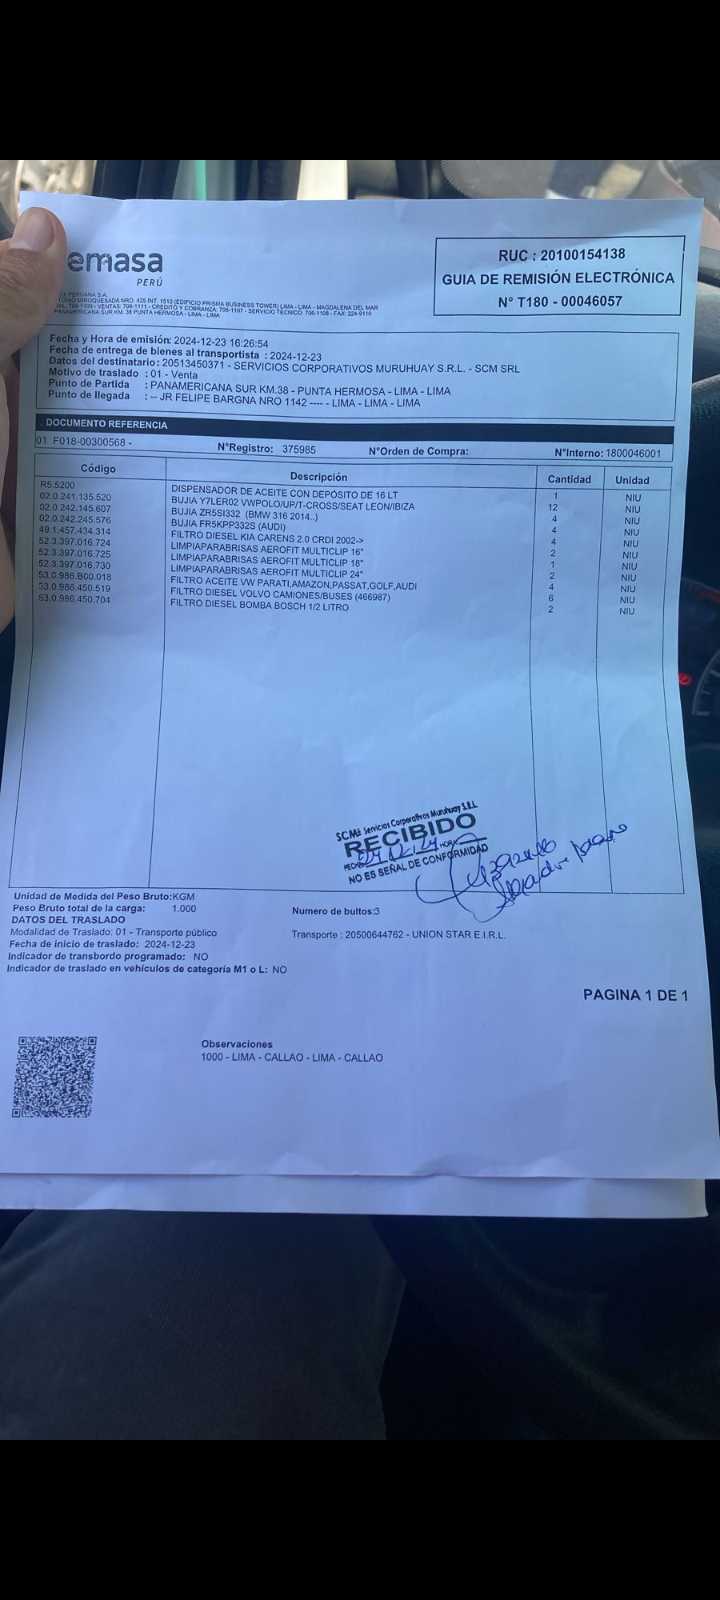 emasa
PERÚ
PERUANA S.A.
PANAMERICANA SUR KM. 38 PUNTA HERMOSA - LIMA - LIMA
RUC : 20100154138
GUIA DE REMISIÓN ELECTRÓNICA
N° T180 - 00046057
Fecha y Hora de emisión: 2024-12-23 16:26:54
Fecha de entrega de bienes al transportista : 2024-12-23
Datos del destinatario: 20513450371 - SERVICIOS CORPORATIVOS MURUHUAY S.R.L. - SCM SRL
Motivo de traslado : 01 - Venta
Punto de Partida : PANAMERICANA SUR KM.38 - PUNTA HERMOSA - LIMA - LIMA
Punto de llegada : -- JR FELIPE BARGNA NRO 1142 ---- - LIMA - LIMA - LIMA
DOCUMENTO REFERENCIA
01 F018-00300568 - N°Registro: 375985 N°Orden de Compra: N°Interno: 1800046001
Código Descripción Cantidad Unidad
R5.5200 DISPENSADOR DE ACEITE CON DEPOSITO DE 16 LT 1 NIU
02.0.241.135.520 BUJIA Y7LER02 VWPOLO/UP/T-CROSS/SEAT LEON/IBIZA 12 NIU
02.0.242.145.607 BUJIA ZR5SI332 (BMW 316 2014..) 4 NIU
02.0.242.245.576 BUJIA FR5KPP332S (AUDI) 4 NIU
49.1.457.434.314 FILTRO DIESEL KIA CARENS 2.0 CRDI 2002-> 4 NIU
52.3.397.016.724 LIMPIAPARABRISAS AEROFIT MULTICLIP 16" 2 NIU
52.3.397.016.725 LIMPIAPARABRISAS AEROFIT MULTICLIP 18" 1 NIU
52.3.397.016.730 LIMPIAPARABRISAS AEROFIT MULTICLIP 24" 2 NIU
53.0.986.B00.018 FILTRO ACEITE VW PARATI,AMAZON,PASSAT,GOLF,AUDI 4 NIU
53.0.986.450.519 FILTRO DIESEL VOLVO CAMIONES/BUSES (466987) 6 NIU
53.0.986.450.704 FILTRO DIESEL BOMBA BOSCH 1/2 LITRO 2 NIU
Servicios Corporativos Muruhuay S.R.L
RECIBIDO
FECHA HORA
NO ES SEÑAL DE CONFORMIDAD
Unidad de Medida del Peso Bruto:KGM
Peso Bruto total de la carga: 1.000 Numero de bultos:3
DATOS DEL TRASLADO
Modalidad de Traslado: 01 - Transporte público Transporte : 20500644762 - UNION STAR E.I.R.L.
Fecha de inicio de traslado: 2024-12-23
Indicador de transbordo programado: NO
Indicador de traslado en vehículos de categoría M1 o L: NO
PAGINA 1 DE 1
Observaciones
1000 - LIMA - CALLAO - LIMA - CALLAO